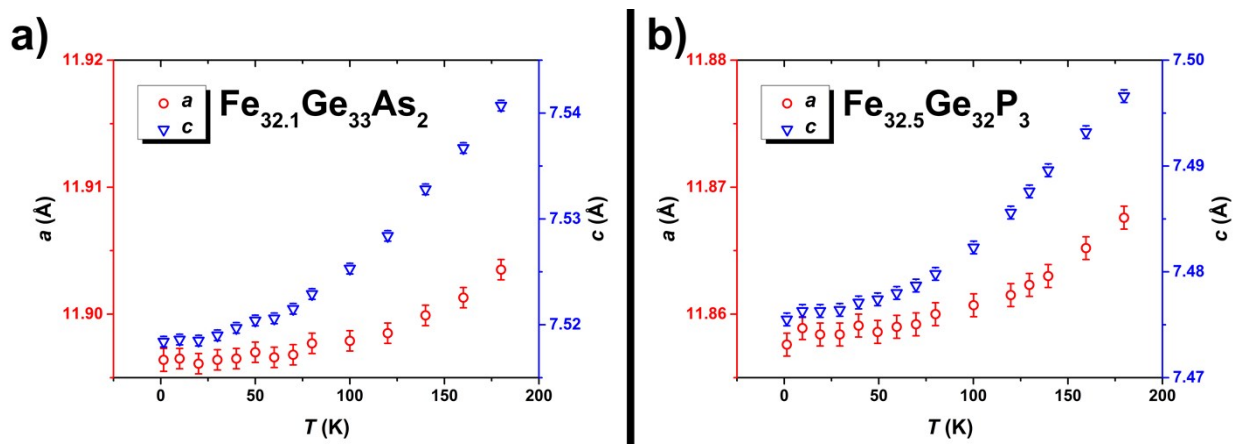 a)
Fe32.1Ge33As2
a
c
11.92
11.91
11.90
a (Å)
7.54
7.53
7.52
c (Å)
0 50 100 150 200
T (K)
b)
Fe32.5Ge32P3
a
c
11.88
11.87
11.86
a (Å)
7.50
7.49
7.48
7.47
c (Å)
0 50 100 150 200
T (K)